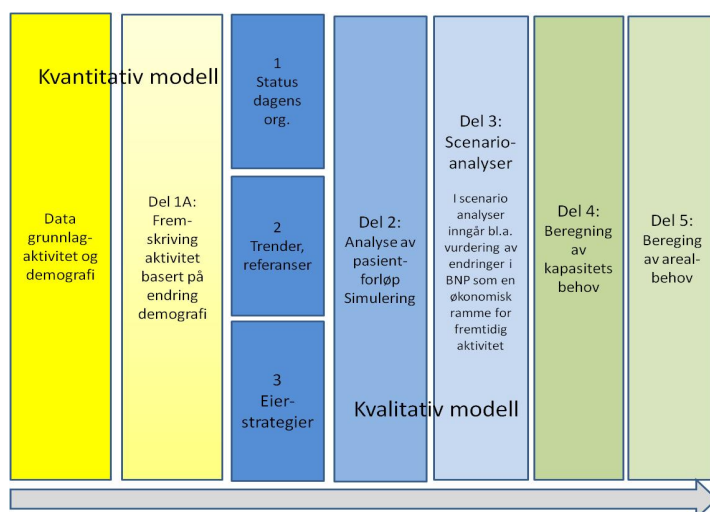 Kvantitativ modell
Data
grunnlag-
aktivitet og
demografi
Del 1A:
Frem-
skriving
aktivitet
basert på
endring
demografi
1
Status
dagens
org.
2
Trender,
referanser
3
Eier-
strategier
Del 2:
Analyse av
pasient-
forløp
Simulering
Del 3:
Scenario-
analyser
I scenario
analyser
inngår bl.a.
vurdering av
endringer i
BNP som en
økonomisk
ramme for
fremtidig
aktivitet
Kvalitativ modell
Del 4:
Beregning
av
kapasitets
behov
Del 5:
Bereging
av areal-
behov